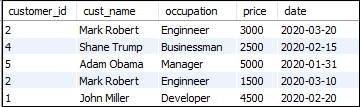 customer_id cust_name occupation price date
2 Mark Robert Enginneer 3000 2020-03-20
4 Shane Trump Businessman 2500 2020-02-15
5 Adam Obama Manager 5000 2020-01-31
2 Mark Robert Enginneer 1500 2020-03-10
1 John Miller Developer 4500 2020-02-20